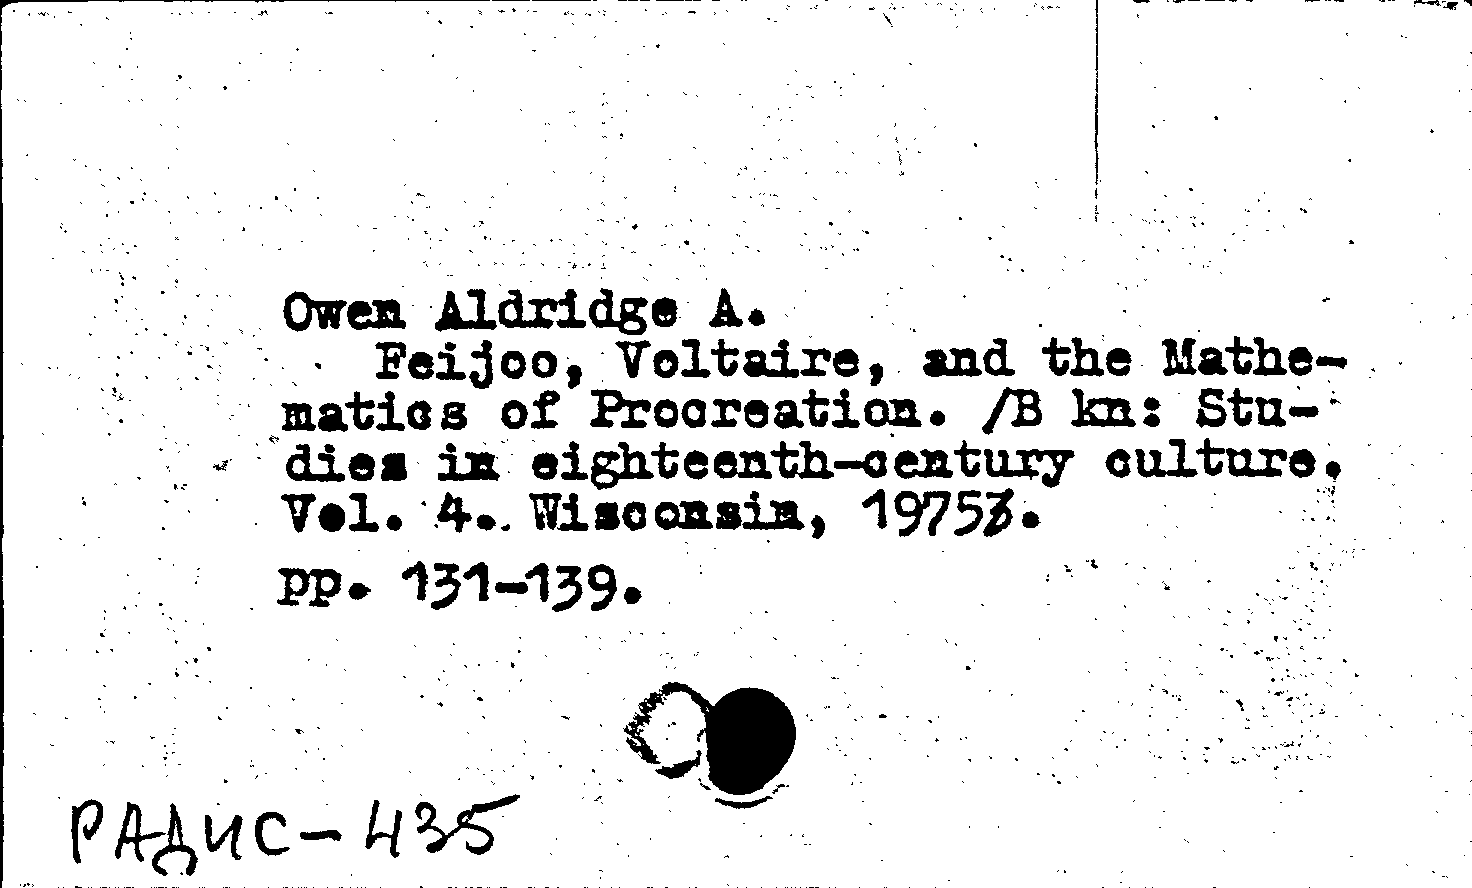 Owen Aldridge A.
Feijoo, Voltaire, and the Mathe-
matics of Procreation. /B kn: Stu-
dies in eighteenth-century culture.
Vol. 4. Wisconsin, 1975.
pp. 131-139.
РАДИС-435